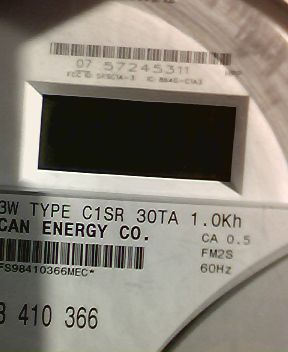 07 57245311
3W TYPE C1SR 30TA 1.0Kh
CAN ENERGY CO.
CA 0.5
FM2S
60Hz
FS98410366MEC*
410 366